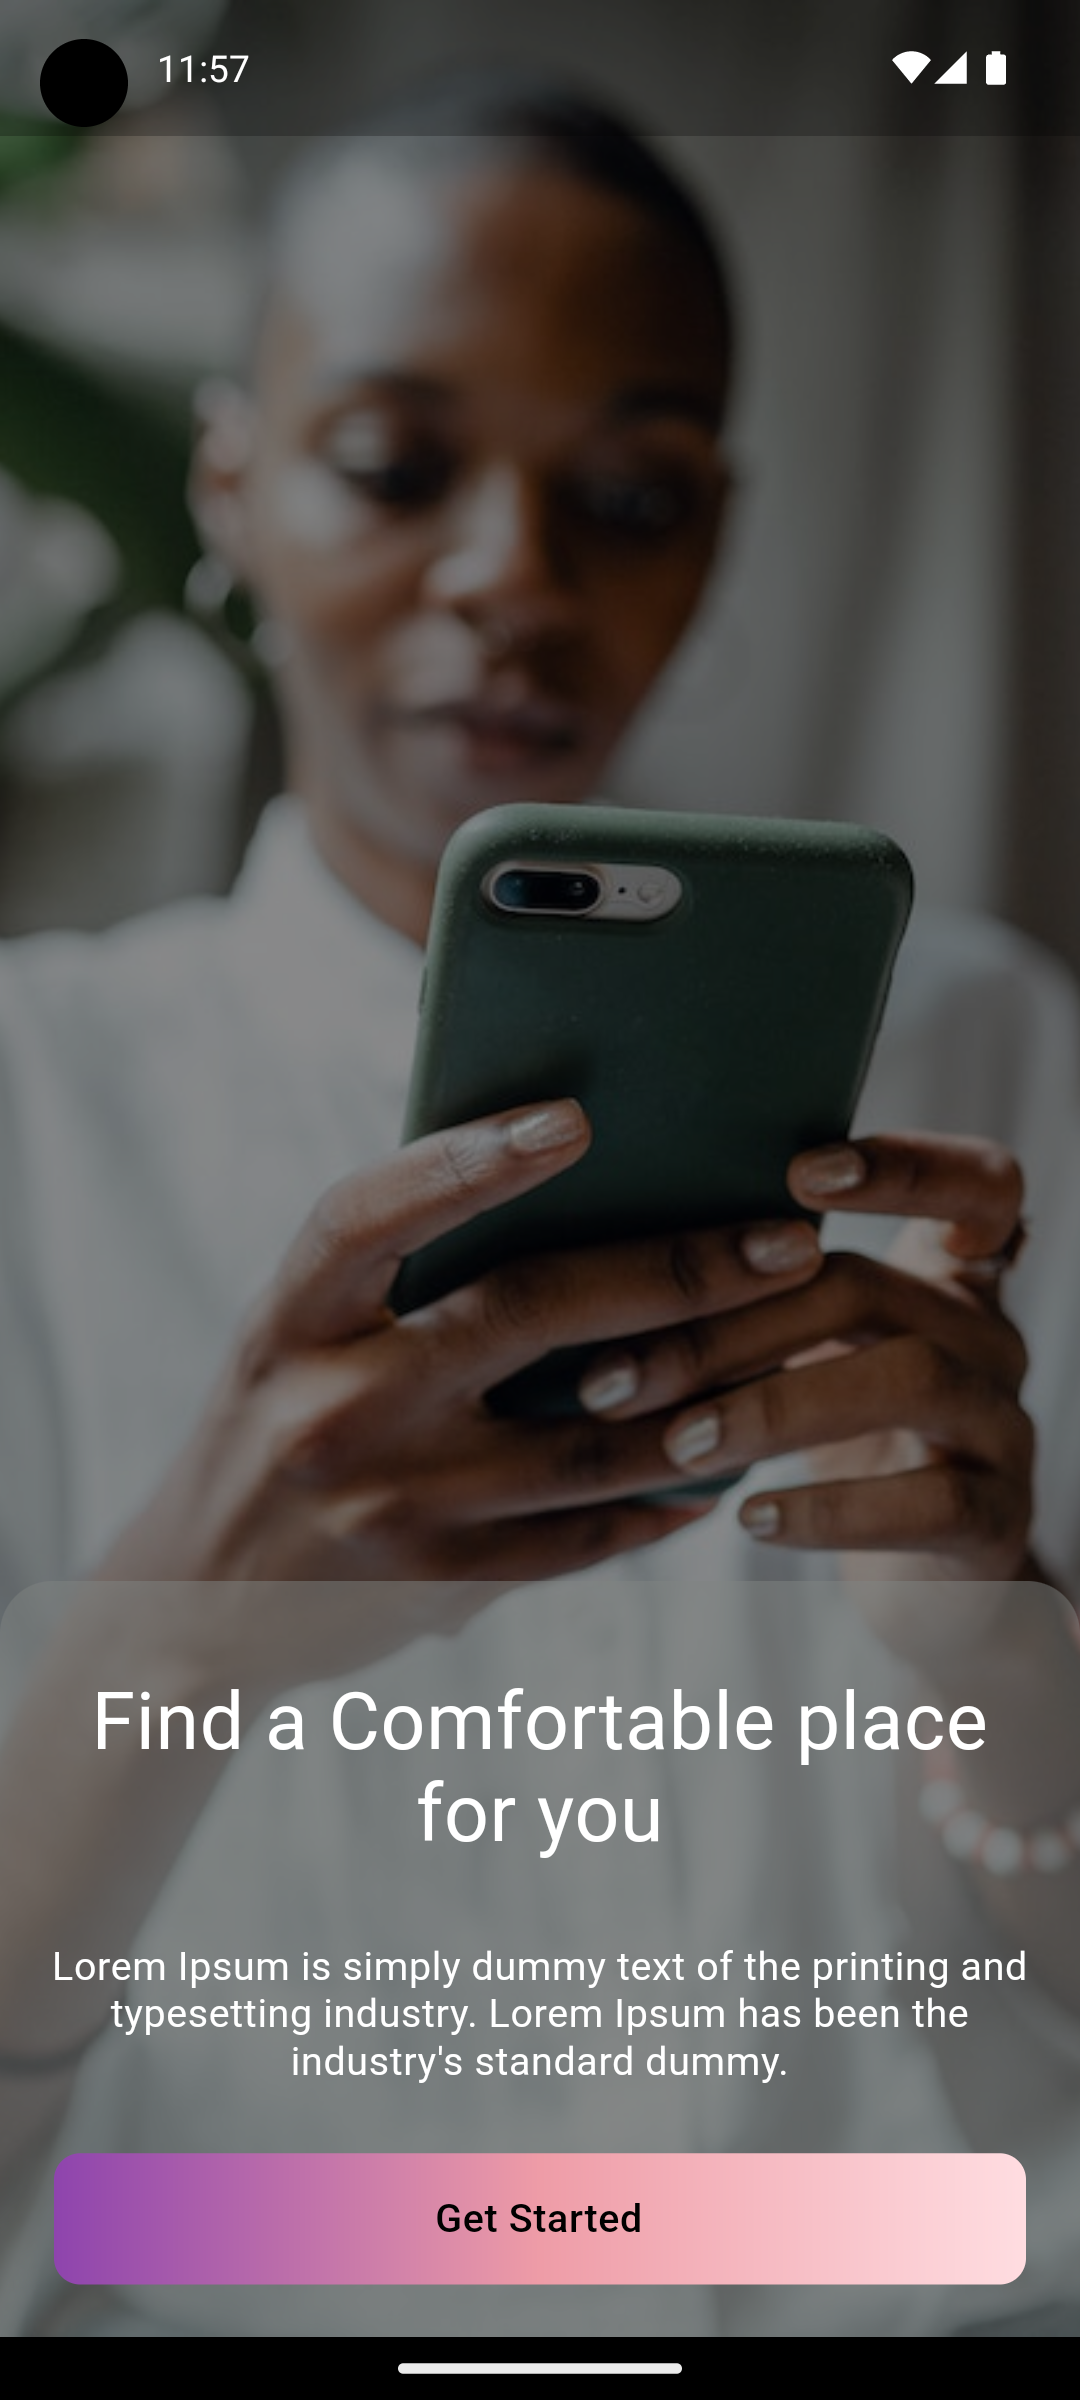 11:57
Find a Comfortable place
for you
Lorem Ipsum is simply dummy text of the printing and
typesetting industry. Lorem Ipsum has been the
industry's standard dummy.
Get Started